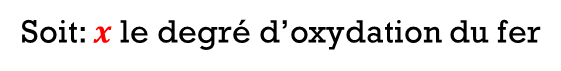 Soit: x le degré d’oxydation du fer